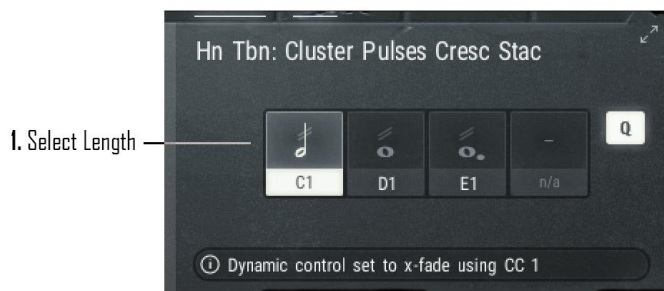 Hn Tbn: Cluster Pulses Cresc Stac
1. Select Length
Q
C1 D1 E1 n/a
Dynamic control set to x-fade using CC 1